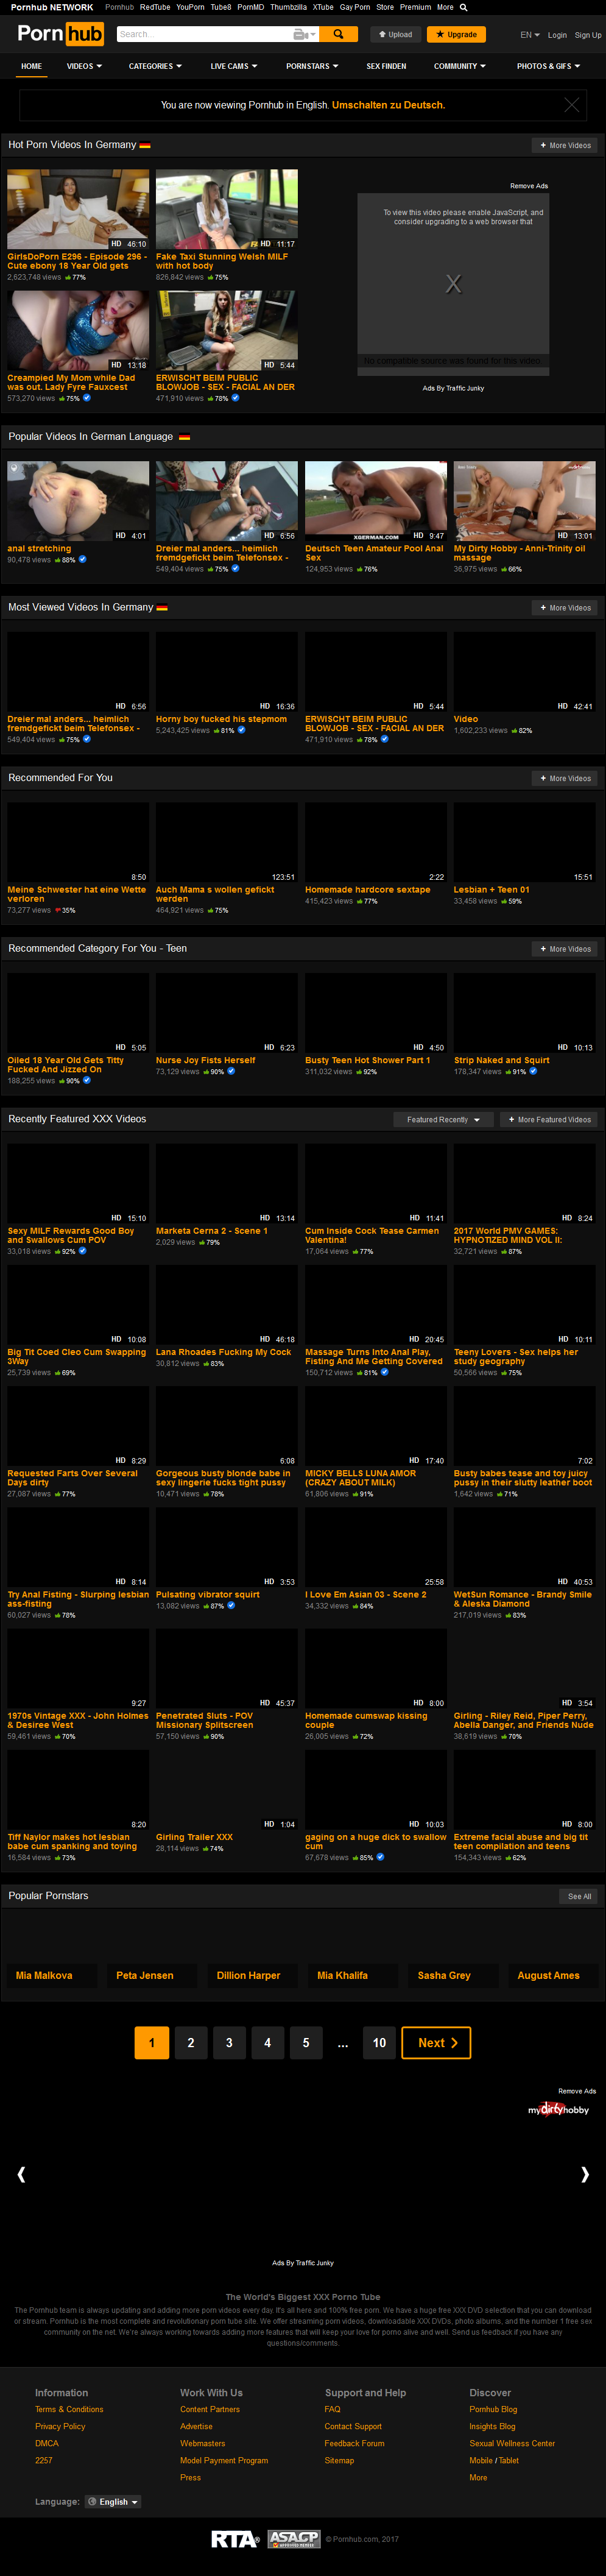 Pornhub NETWORK Pornhub RedTube YouPorn Tube8 PornMD Thumbzilla XTube Gay Porn Store Premium More
Porn hub Search... Upload Upgrade EN Login Sign Up
HOME VIDEOS CATEGORIES LIVE CAMS PORNSTARS SEX FINDEN COMMUNITY PHOTOS & GIFS
You are now viewing Pornhub in English. Umschalten zu Deutsch.
Hot Porn Videos In Germany
+ More Videos
HD 46:10
GirlsDoPorn E296 - Episode 296 -
Cute ebony 18 Year Old gets
2,623,748 views 77%
HD 11:17
Fake Taxi Stunning Welsh MILF
with hot body
826,842 views 75%
Remove Ads
To view this video please enable JavaScript, and
consider upgrading to a web browser that
X
No compatible source was found for this video.
Ads By Traffic Junky
HD 13:18
Creampied My Mom while Dad
was out. Lady Fyre Fauxcest
573,270 views 75%
HD 5:44
ERWISCHT BEIM PUBLIC
BLOWJOB - SEX - FACIAL AN DER
471,910 views 78%
Popular Videos In German Language
HD 4:01
anal stretching
90,478 views 88%
HD 6:56
Dreier mal anders... heimlich
fremdgefickt beim Telefonsex -
549,404 views 75%
XGERMAN.COM HD 9:47
Deutsch Teen Amateur Pool Anal
Sex
124,953 views 76%
HD 13:01
My Dirty Hobby - Anni-Trinity oil
massage
36,975 views 66%
Most Viewed Videos In Germany
+ More Videos
HD 6:56
Dreier mal anders... heimlich
fremdgefickt beim Telefonsex -
549,404 views 75%
HD 16:36
Horny boy fucked his stepmom
5,243,425 views 81%
HD 5:44
ERWISCHT BEIM PUBLIC
BLOWJOB - SEX - FACIAL AN DER
471,910 views 78%
HD 42:41
Video
1,602,233 views 82%
Recommended For You
+ More Videos
8:50
Meine Schwester hat eine Wette
verloren
73,277 views 35%
123:51
Auch Mama s wollen gefickt
werden
464,921 views 75%
2:22
Homemade hardcore sextape
415,423 views 77%
15:51
Lesbian + Teen 01
33,458 views 59%
Recommended Category For You - Teen
+ More Videos
HD 5:05
Oiled 18 Year Old Gets Titty
Fucked And Jizzed On
188,255 views 90%
HD 6:23
Nurse Joy Fists Herself
73,129 views 90%
HD 4:50
Busty Teen Hot Shower Part 1
311,032 views 92%
HD 10:13
Strip Naked and Squirt
178,347 views 91%
Recently Featured XXX Videos
Featured Recently
+ More Featured Videos
HD 15:10
Sexy MILF Rewards Good Boy
and Swallows Cum POV
33,018 views 92%
HD 13:14
Marketa Cerna 2 - Scene 1
2,029 views 79%
HD 11:41
Cum Inside Cock Tease Carmen
Valentina!
17,064 views 77%
HD 8:24
2017 World PMV GAMES:
HYPNOTIZED MIND VOL II:
32,721 views 87%
HD 10:08
Big Tit Coed Cleo Cum Swapping
3Way
25,739 views 69%
HD 46:18
Lana Rhoades Fucking My Cock
30,812 views 83%
HD 20:45
Massage Turns Into Anal Play,
Fisting And Me Getting Covered
150,712 views 81%
HD 10:11
Teeny Lovers - Sex helps her
study geography
50,566 views 75%
HD 8:29
Requested Farts Over Several
Days dirty
27,087 views 77%
6:08
Gorgeous busty blonde babe in
sexy lingerie fucks tight pussy
10,471 views 78%
HD 17:40
MICKY BELLS LUNA AMOR
(CRAZY ABOUT MILK)
61,806 views 91%
7:02
Busty babes tease and toy juicy
pussy in their slutty leather boot
1,642 views 71%
HD 8:14
Try Anal Fisting - Slurping lesbian
ass-fisting
60,027 views 78%
HD 3:53
Pulsating vibrator squirt
13,082 views 87%
25:58
I Love Em Asian 03 - Scene 2
34,332 views 84%
HD 40:53
WetSun Romance - Brandy Smile
& Aleska Diamond
217,019 views 83%
9:27
1970s Vintage XXX - John Holmes
& Desiree West
59,461 views 70%
HD 45:37
Penetrated Sluts - POV
Missionary Splitscreen
57,150 views 90%
HD 8:00
Homemade cumswap kissing
couple
26,005 views 72%
HD 3:54
Girling - Riley Reid, Piper Perry,
Abella Danger, and Friends Nude
38,619 views 70%
8:20
Tiff Naylor makes hot lesbian
babe cum spanking and toying
16,584 views 73%
HD 1:04
Girling Trailer XXX
28,114 views 74%
HD 10:03
gaging on a huge dick to swallow
cum
67,678 views 85%
HD 8:00
Extreme facial abuse and big tit
teen compilation and teens
154,343 views 62%
Popular Pornstars
See All
Mia Malkova Peta Jensen Dillion Harper Mia Khalifa Sasha Grey August Ames
1 2 3 4 5 ... 10 Next
Remove Ads
mydirtyhobby
Ads By Traffic Junky
The World's Biggest XXX Porno Tube
The Pornhub team is always updating and adding more porn videos every day. It's all here and 100% free porn. We have a huge free XXX DVD selection that you can download
or stream. Pornhub is the most complete and revolutionary porn tube site. We offer streaming porn videos, downloadable XXX DVDs, photo albums, and the number 1 free sex
community on the net. We're always working towards adding more features that will keep your love for porno alive and well. Send us feedback if you have any
questions/comments.
Information Work With Us Support and Help Discover
Terms & Conditions Content Partners FAQ Pornhub Blog
Privacy Policy Advertise Contact Support Insights Blog
DMCA Webmasters Feedback Forum Sexual Wellness Center
2257 Model Payment Program Sitemap Mobile / Tablet
Press More
Language: English
RTA® ASACP © Pornhub.com, 2017